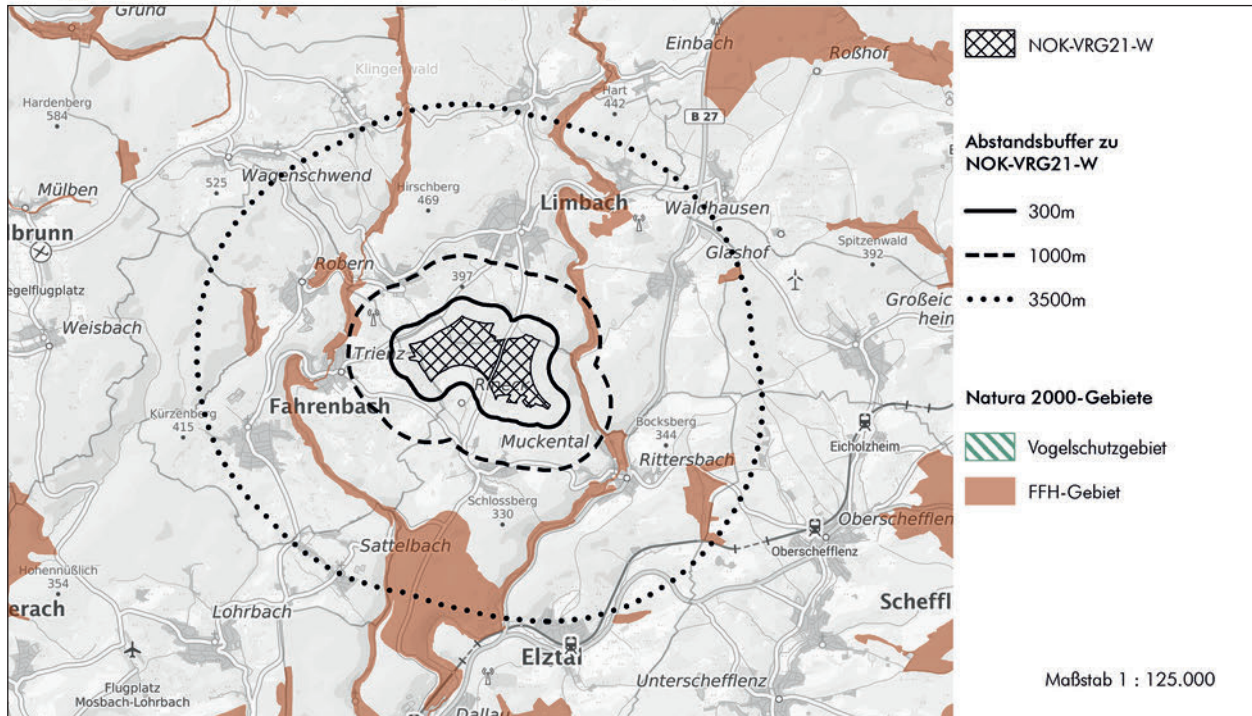 Grund
Einbach
Roßhof
Klingenwald
Hardenberg
584
Hart
442
B 27
Wagenschwend
Mülben
525
Hirschberg
469
Limbach
Waldhausen
lbrunn
Glashof
Spitzenwald
392
Robern
397
egelflugplatz
Großeic
hein
Weisbach
Trienz
Rineck
Fahrenbach
Kürzenberg
415
Muckental
Bocksberg
344
Rittersbach
Eicholzheim
Schlossberg
330
Oberschefflen
Sattelbach
Oberschefflenz
Hohennüßlich
354
erach
Lohrbach
Scheffl
Elztal
Flugplatz
Mosbach-Lohrbach
Unterschefflenz
Dallau
NOK-VRG21-W
Abstandsbuffer zu
NOK-VRG21-W
300m
1000m
3500m
Natura 2000-Gebiete
Vogelschutzgebiet
FFH-Gebiet
Maßstab 1 : 125.000